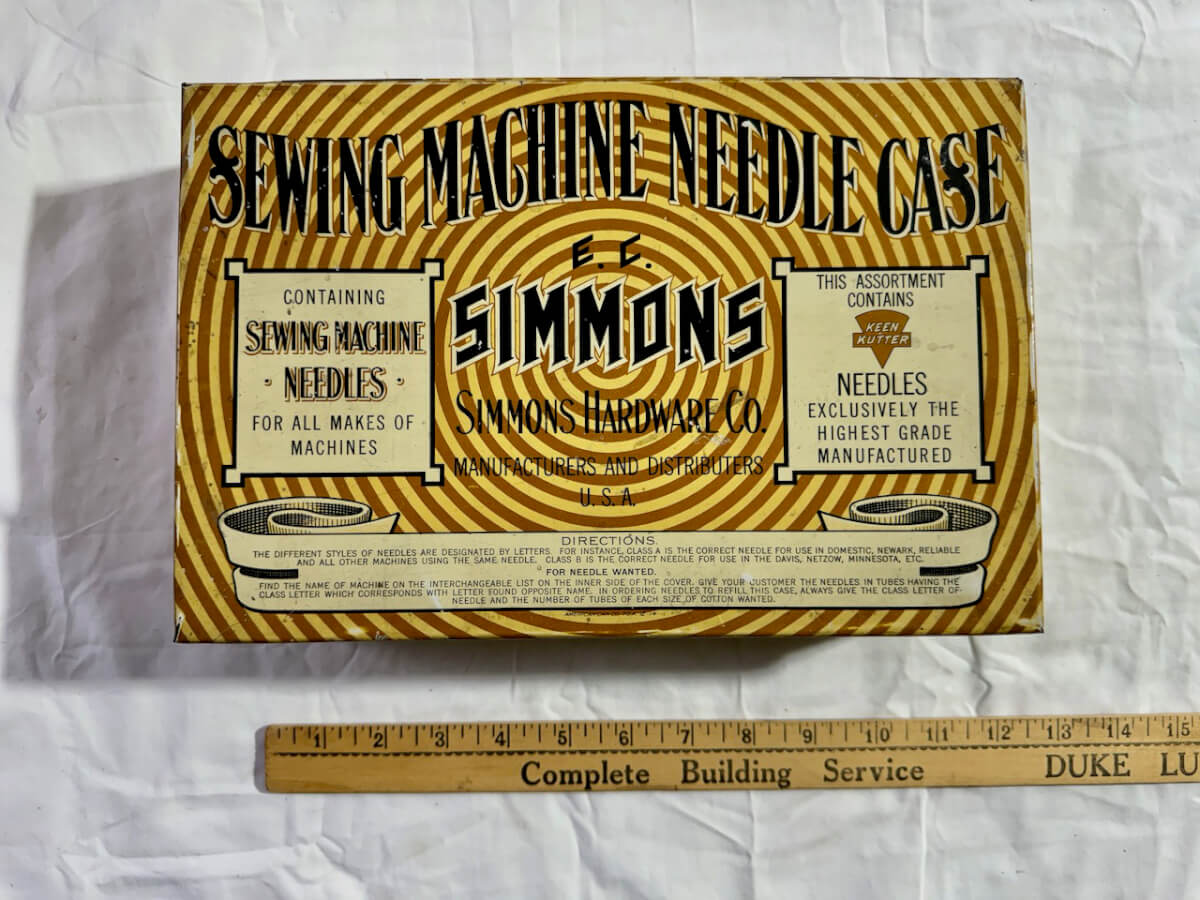 SEWING MACHINE NEEDLE CASE
E. C.
SIMMONS
SIMMONS HARDWARE CO.
MANUFACTURERS AND DISTRIBUTERS
U. S. A.
CONTAINING
SEWING MACHINE
· NEEDLES ·
FOR ALL MAKES OF
MACHINES
THIS ASSORTMENT
CONTAINS
KEEN
KUTTER
NEEDLES
EXCLUSIVELY THE
HIGHEST GRADE
MANUFACTURED
DIRECTIONS.
THE DIFFERENT STYLES OF NEEDLES ARE DESIGNATED BY LETTERS. FOR INSTANCE, CLASS A IS THE CORRECT NEEDLE FOR USE IN DOMESTIC, NEWARK, RELIABLE
AND ALL OTHER MACHINES USING THE SAME NEEDLE. CLASS B IS THE CORRECT NEEDLE FOR USE IN THE DAVIS, NETZOW, MINNESOTA, ETC.
FOR NEEDLE WANTED.
FIND THE NAME OF MACHINE ON THE INTERCHANGEABLE LIST ON THE INNER SIDE OF THE COVER. GIVE YOUR CUSTOMER THE NEEDLES IN TUBES HAVING THE
CLASS LETTER WHICH CORRESPONDS WITH LETTER FOUND OPPOSITE NAME. IN ORDERING NEEDLES TO REFILL THIS CASE, ALWAYS GIVE THE CLASS LETTER OF
NEEDLE AND THE NUMBER OF TUBES OF EACH SIZE OF COTTON WANTED.
1 2 3 4 5 6 7 8 9 10 11 12 13 14 15
Complete Building Service DUKE LU